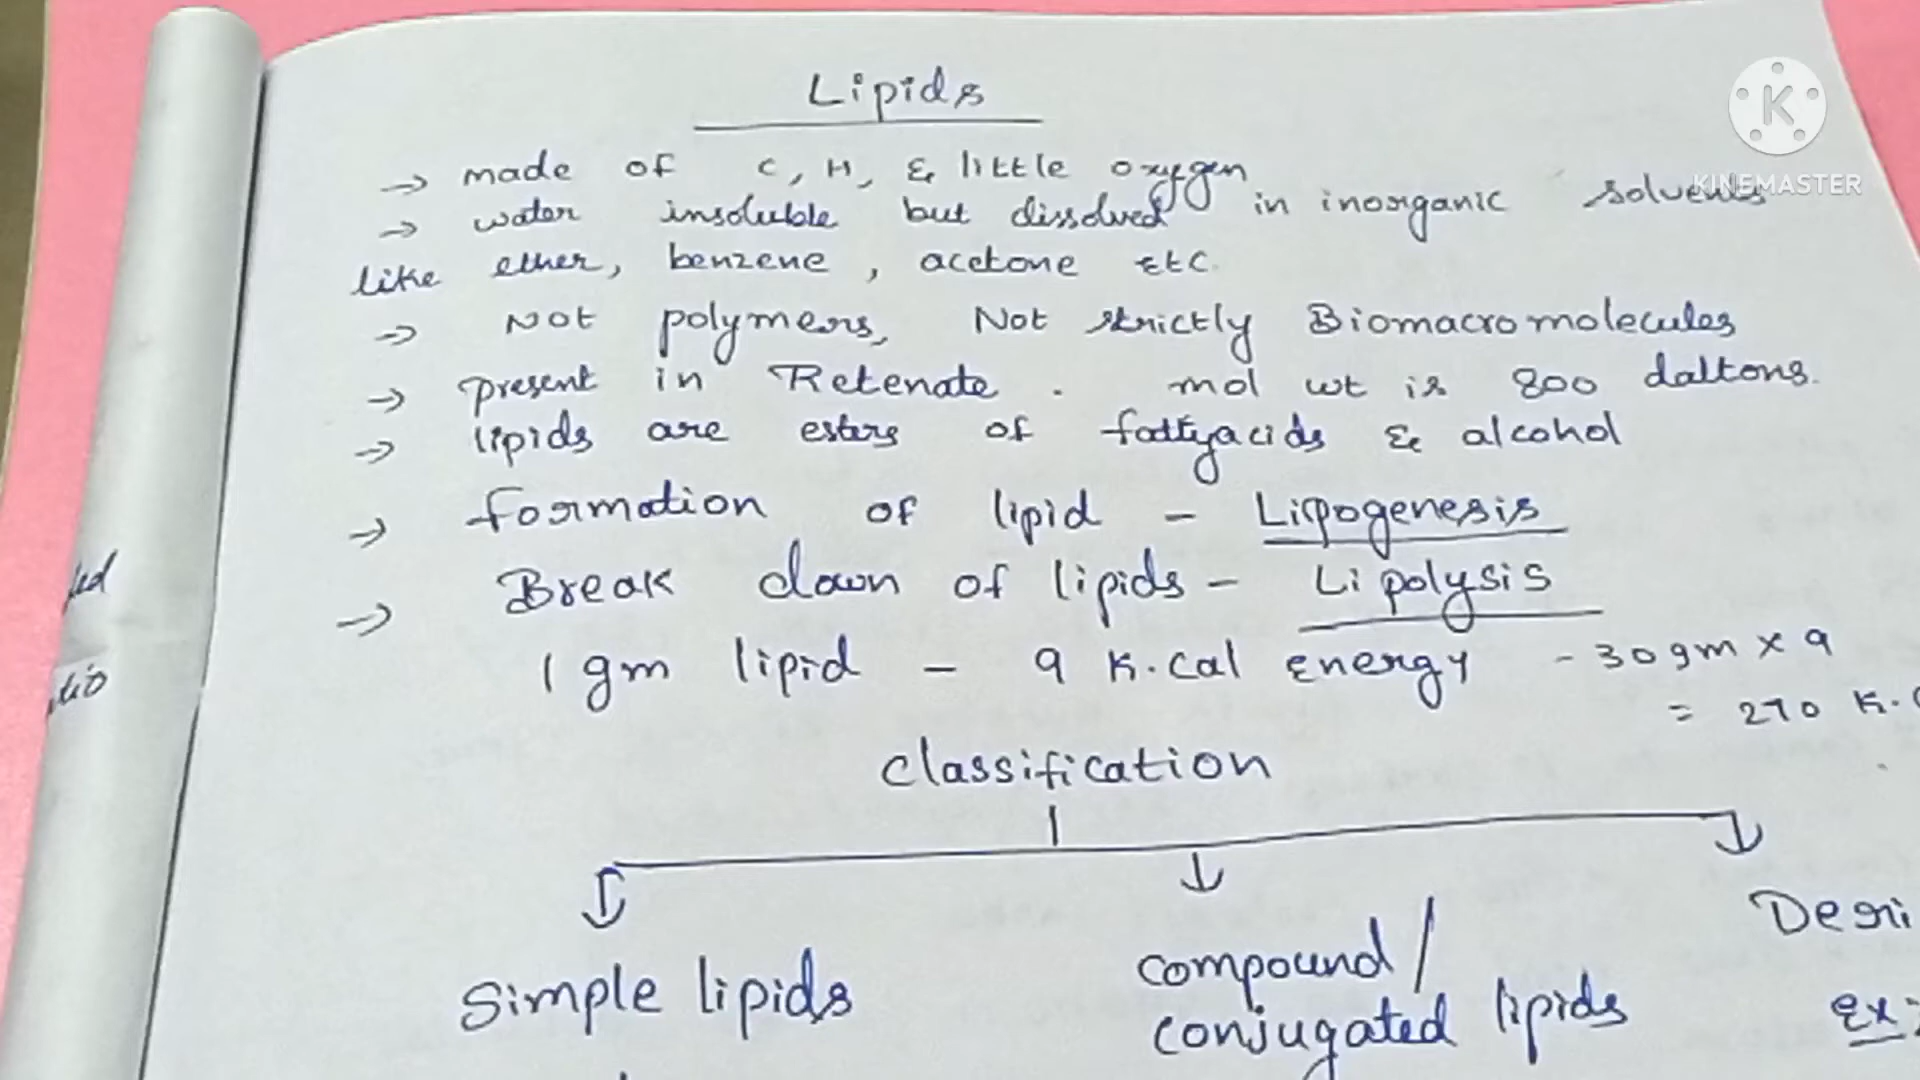 Lipids
→ made of C, H, & little oxygen
→ water insoluble but dissolved in inorganic solvents
like ether, benzene, acetone etc.
→ Not polymers, Not strictly Biomacromolecules
→ present in Retenate. mol wt is 800 daltons.
→ lipids are esters of fattyacids & alcohol
→ formation of lipid - Lipogenesis
→ Break down of lipids - Lipolysis
1 gm lipid - 9 K.cal energy - 30gm x 9
= 270 K.
classification
simple lipids
compound/
conjugated lipids
Deri
Ex:
K
KINEMASTER